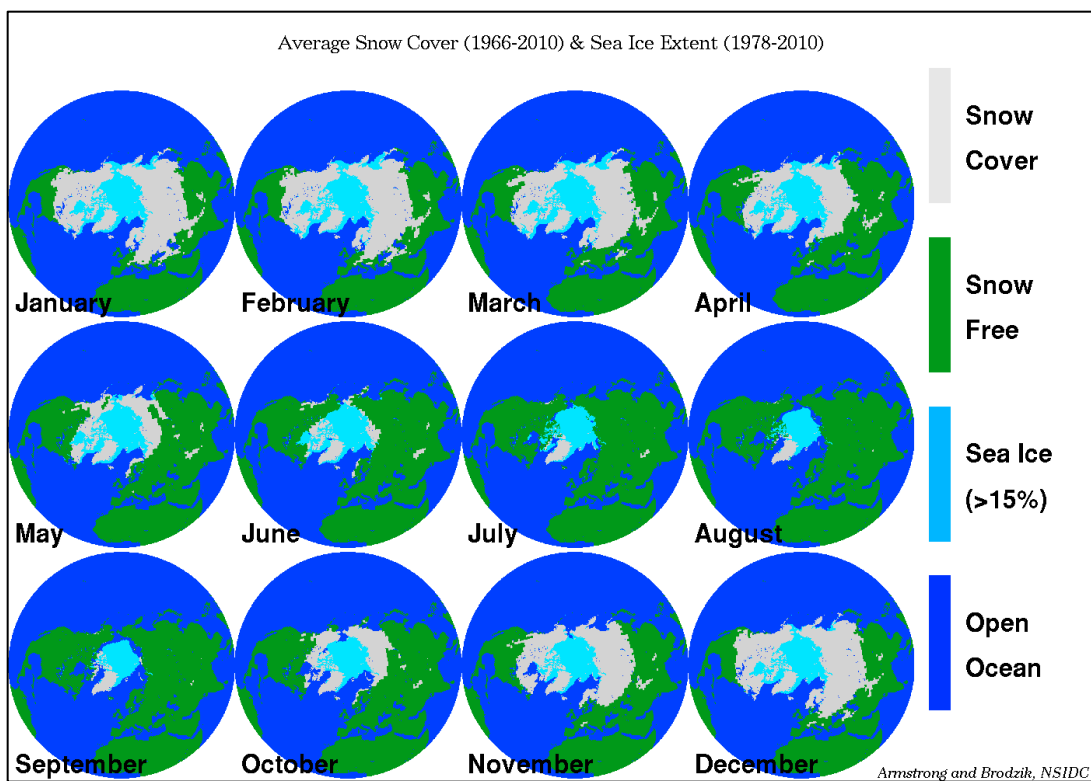 Average Snow Cover (1966-2010) & Sea Ice Extent (1978-2010)
Snow
Cover
January
February
March
April
Snow
Free
May
June
July
August
Sea Ice
(>15%)
September
October
November
December
Open
Ocean
Armstrong and Brodzik, NSIDC